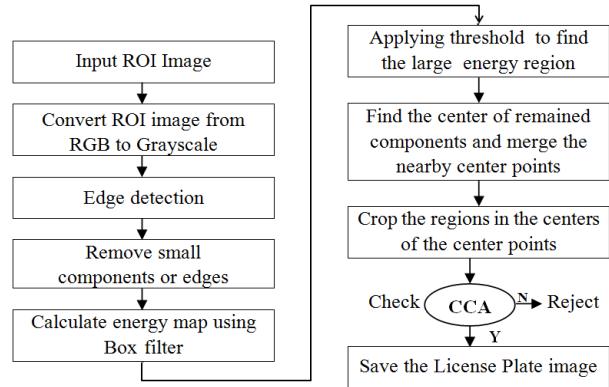 Input ROI Image
Convert ROI image from
RGB to Grayscale
Edge detection
Remove small
components or edges
Calculate energy map using
Box filter
Applying threshold to find
the large energy region
Find the center of remained
components and merge the
nearby center points
Crop the regions in the centers
of the center points
Check CCA N Reject
Y
Save the License Plate image